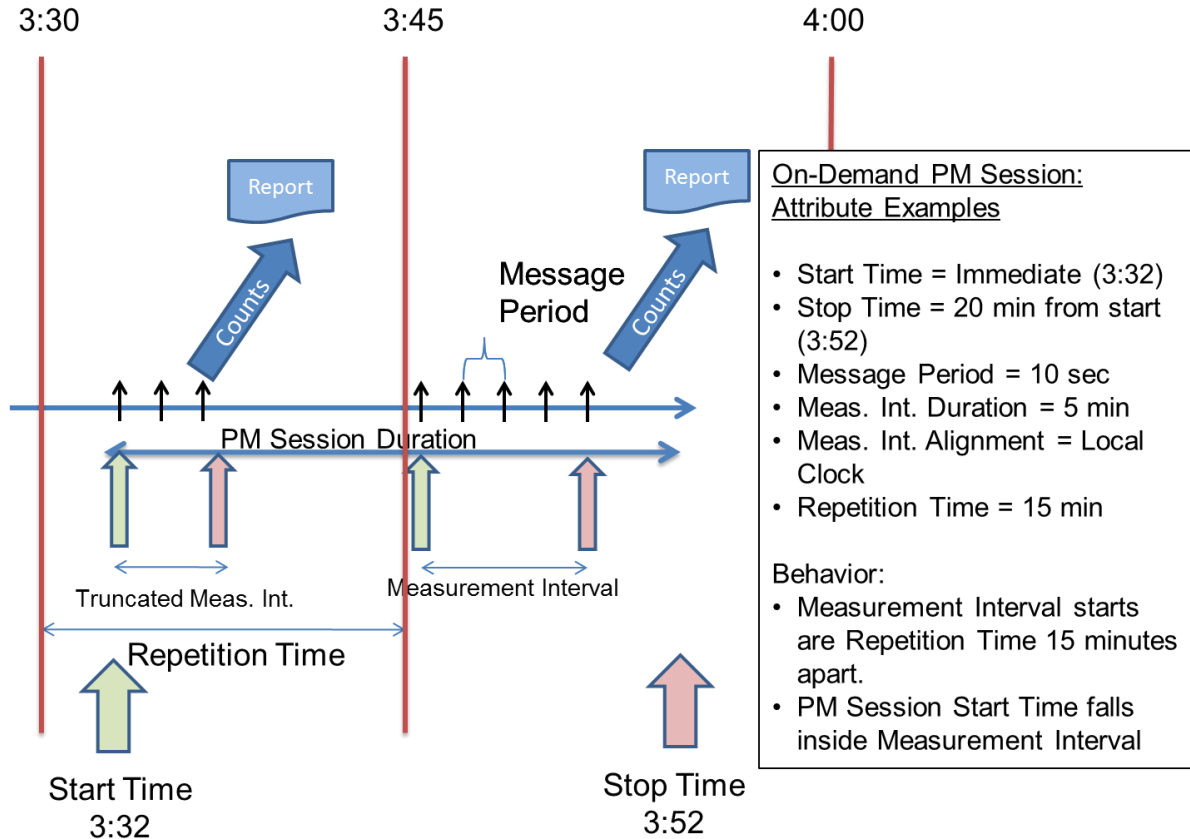 3:30
3:45
4:00
Report
Report
Counts
Counts
Message
Period
PM Session Duration
Truncated Meas. Int.
Measurement Interval
Repetition Time
Start Time
3:32
Stop Time
3:52
On-Demand PM Session:
Attribute Examples
• Start Time = Immediate (3:32)
• Stop Time = 20 min from start
(3:52)
• Message Period = 10 sec
• Meas. Int. Duration = 5 min
• Meas. Int. Alignment = Local
Clock
• Repetition Time = 15 min
Behavior:
• Measurement Interval starts
are Repetition Time 15 minutes
apart.
• PM Session Start Time falls
inside Measurement Interval